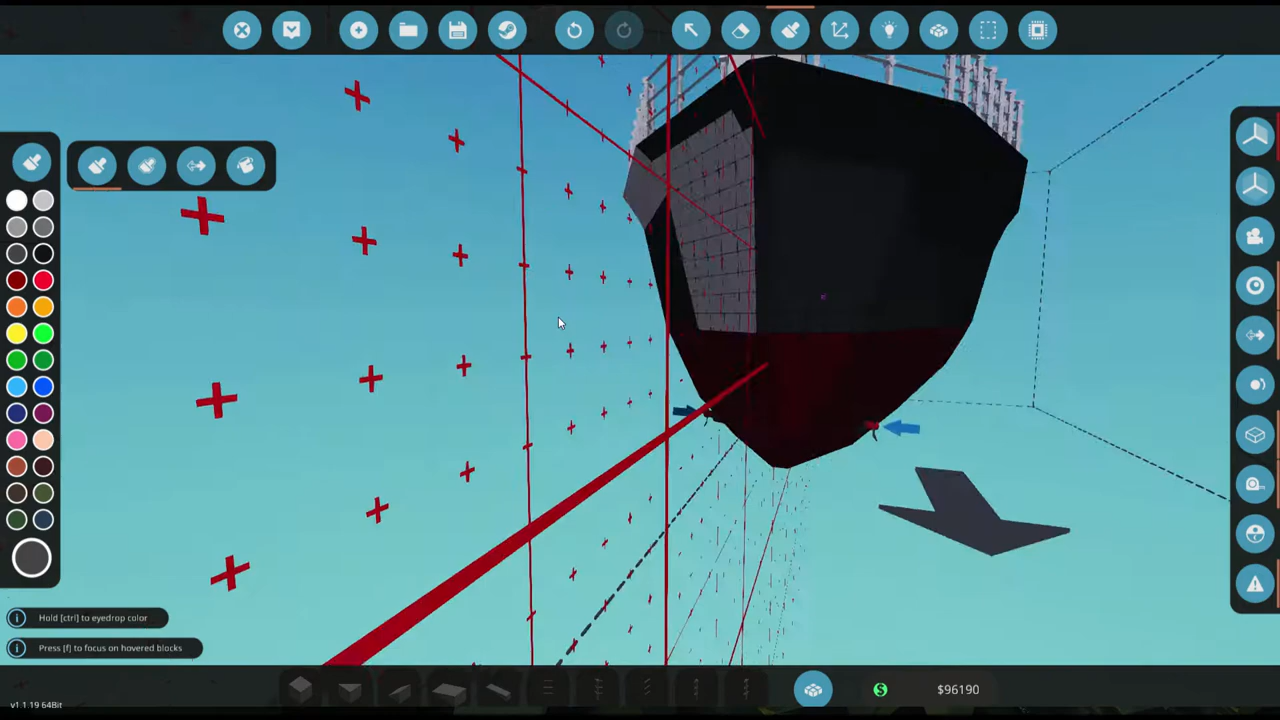 Hold [ctrl] to eyedrop color
Press [f] to focus on hovered blocks
$96190
v1.1.19 64Bit